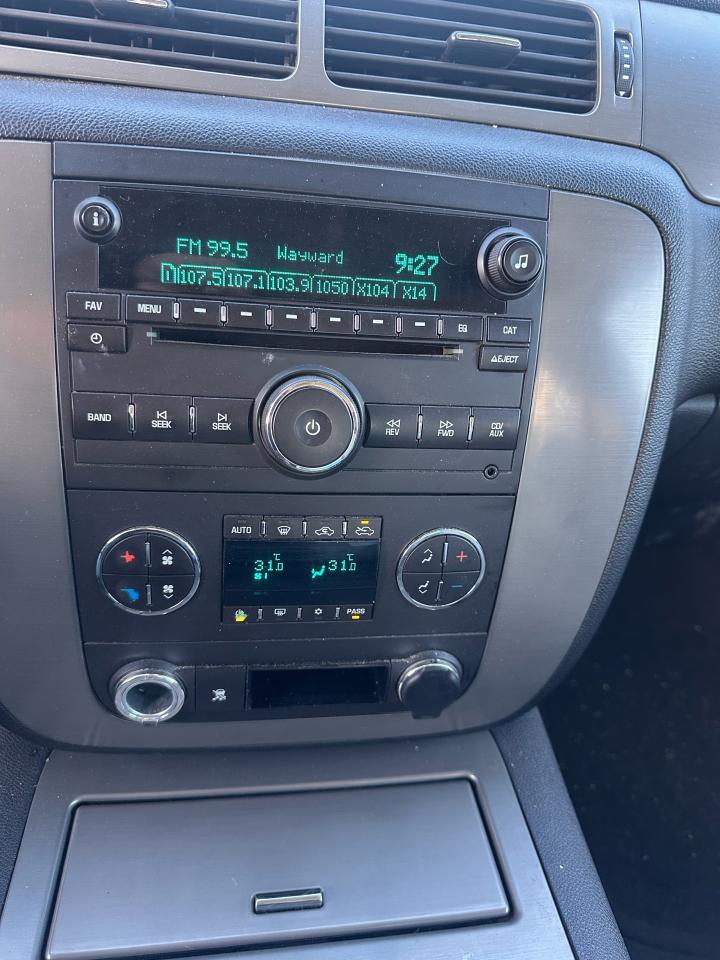 FM 99.5 Wayward 9:27
1 107.5 107.1 103.9 1050 X104 X14
FAV MENU EQ CAT
EJECT
BAND SEEK SEEK REV FWD CD/AUX
AUTO
31.0 °C 31.0 °C
PASS